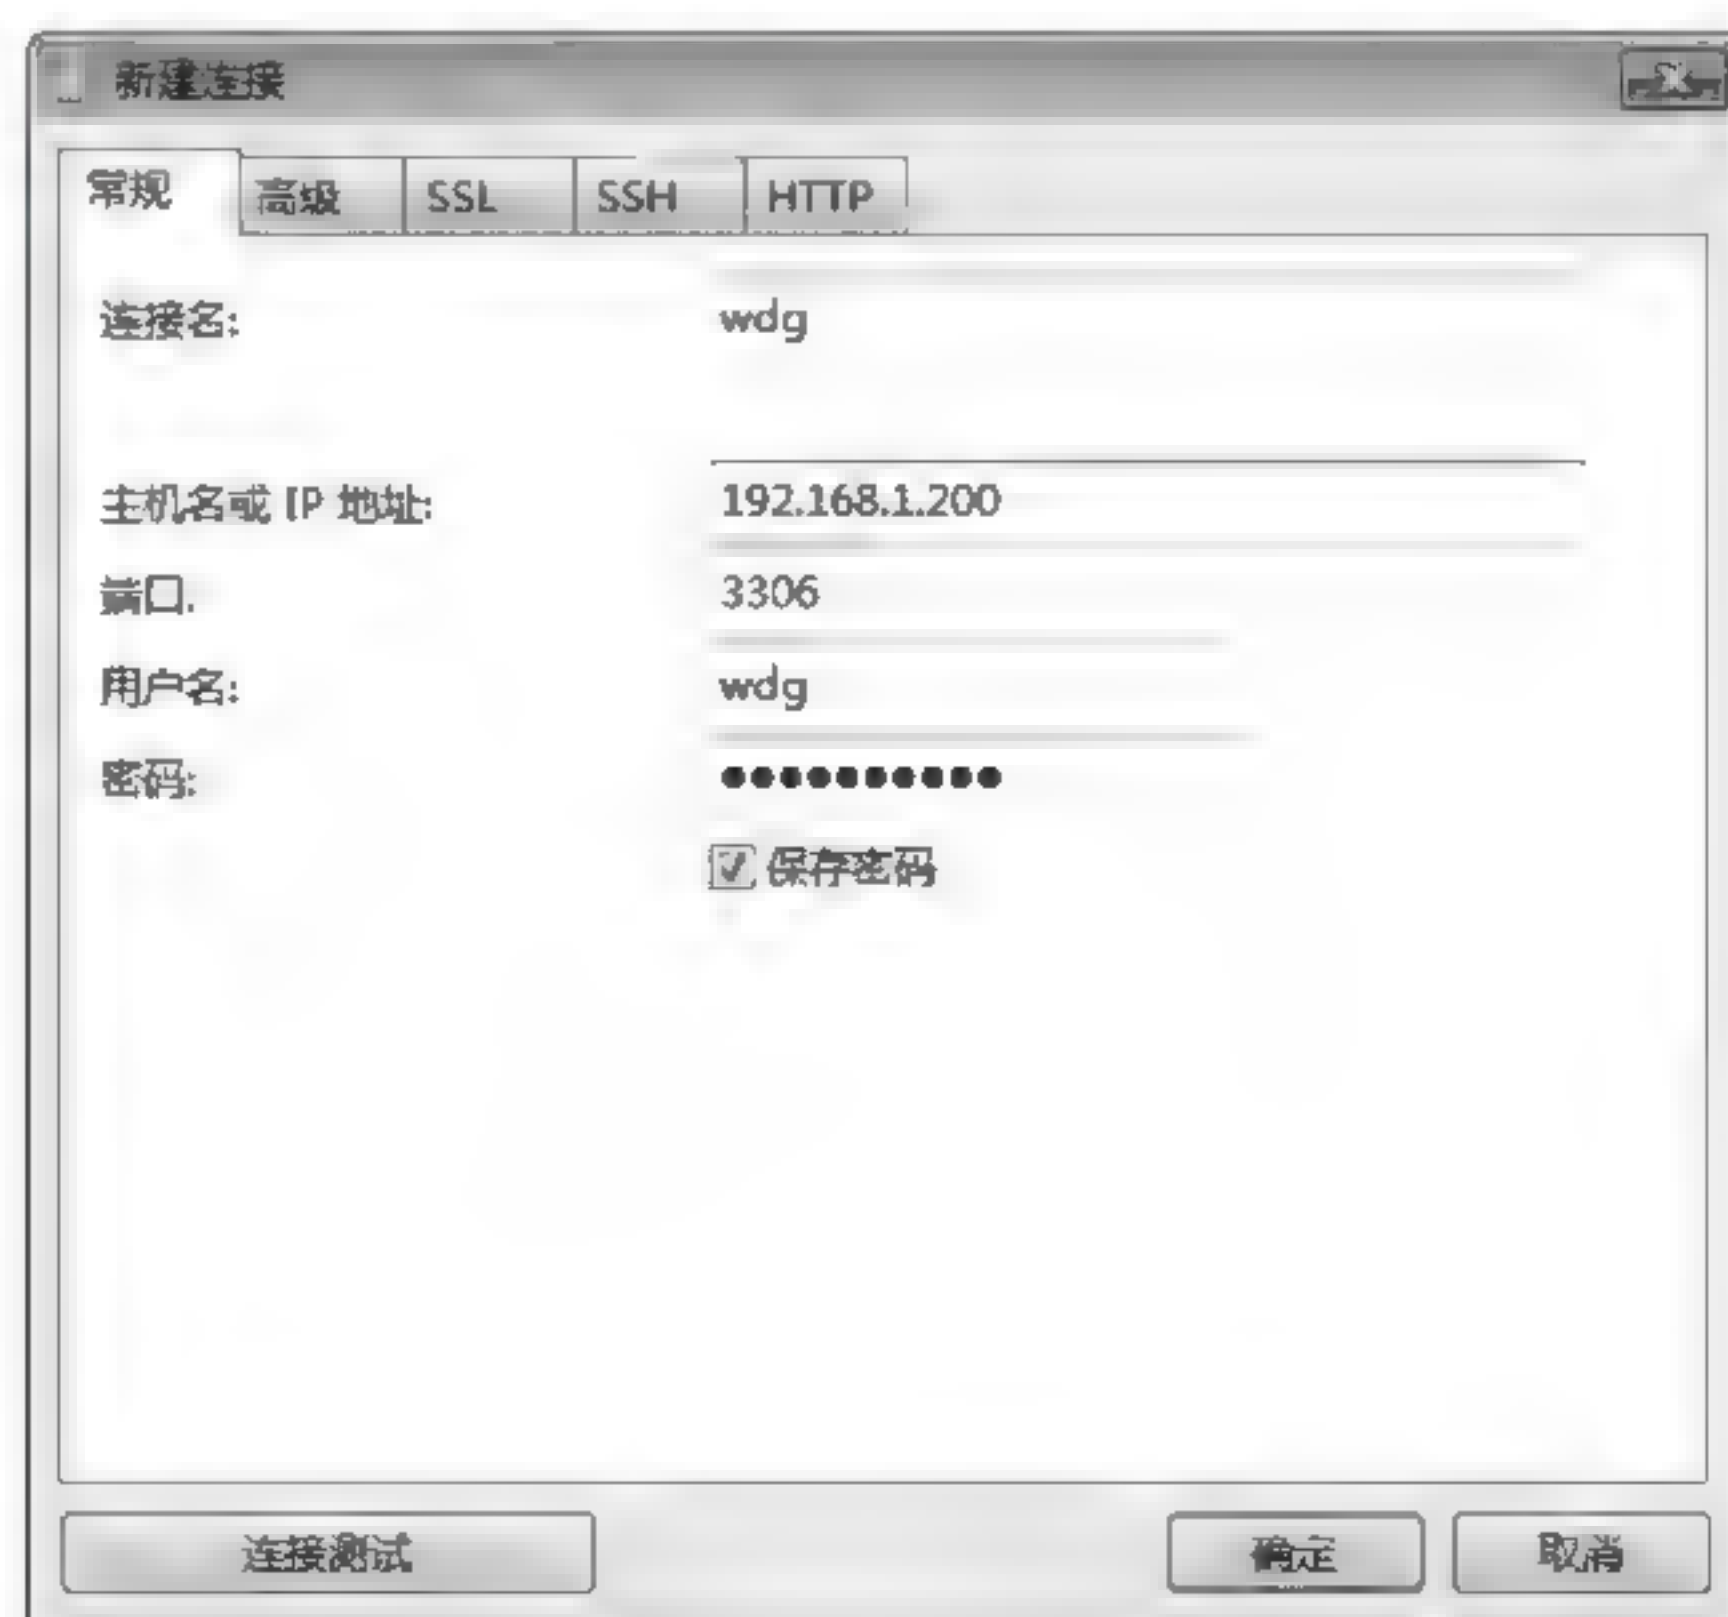 新建连接
常规 高级 SSL SSH HTTP
连接名: wdg
主机名或 IP 地址: 192.168.1.200
端口: 3306
用户名: wdg
密码: ●●●●●●●●●●
保存密码
连接测试 确定 取消